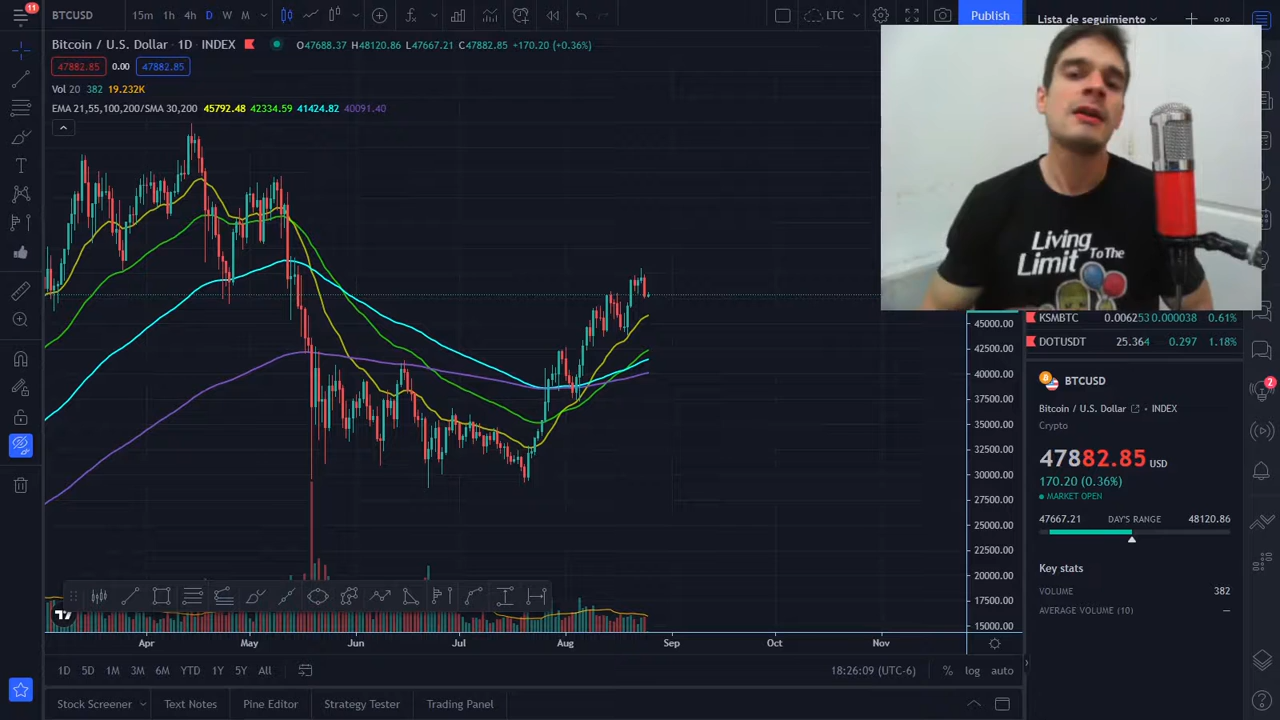 11
BTCUSD 15m 1h 4h D W M LTC Publish
Lista de seguimiento
Bitcoin / U.S. Dollar • 1D INDEX O47688.37 H48120.86 L47667.21 C47882.85 +170.20 (+0.36%)
47882.85 0.00 47882.85
Vol 20 382 19.232K
EMA 21,55,100,200/SMA 30,200 45792.48 42334.59 41424.82 40091.40
Living
To The
Limit
KSMBTC 0.006253 0.000038 0.61%
DOTUSDT 25.364 0.297 1.18%
45000.00
42500.00
40000.00
37500.00
35000.00
32500.00
30000.00
27500.00
25000.00
22500.00
20000.00
17500.00
15000.00
BTCUSD
Bitcoin / U.S. Dollar • INDEX
Crypto
2
47882.85 USD
170.20 (0.36%)
MARKET OPEN
47667.21 DAY'S RANGE 48120.86
Key stats
VOLUME 382
AVERAGE VOLUME (10) —
Apr May Jun Jul Aug Sep Oct Nov
1D 5D 1M 3M 6M YTD 1Y 5Y All 18:26:09 (UTC-6) % log auto
Stock Screener Text Notes Pine Editor Strategy Tester Trading Panel